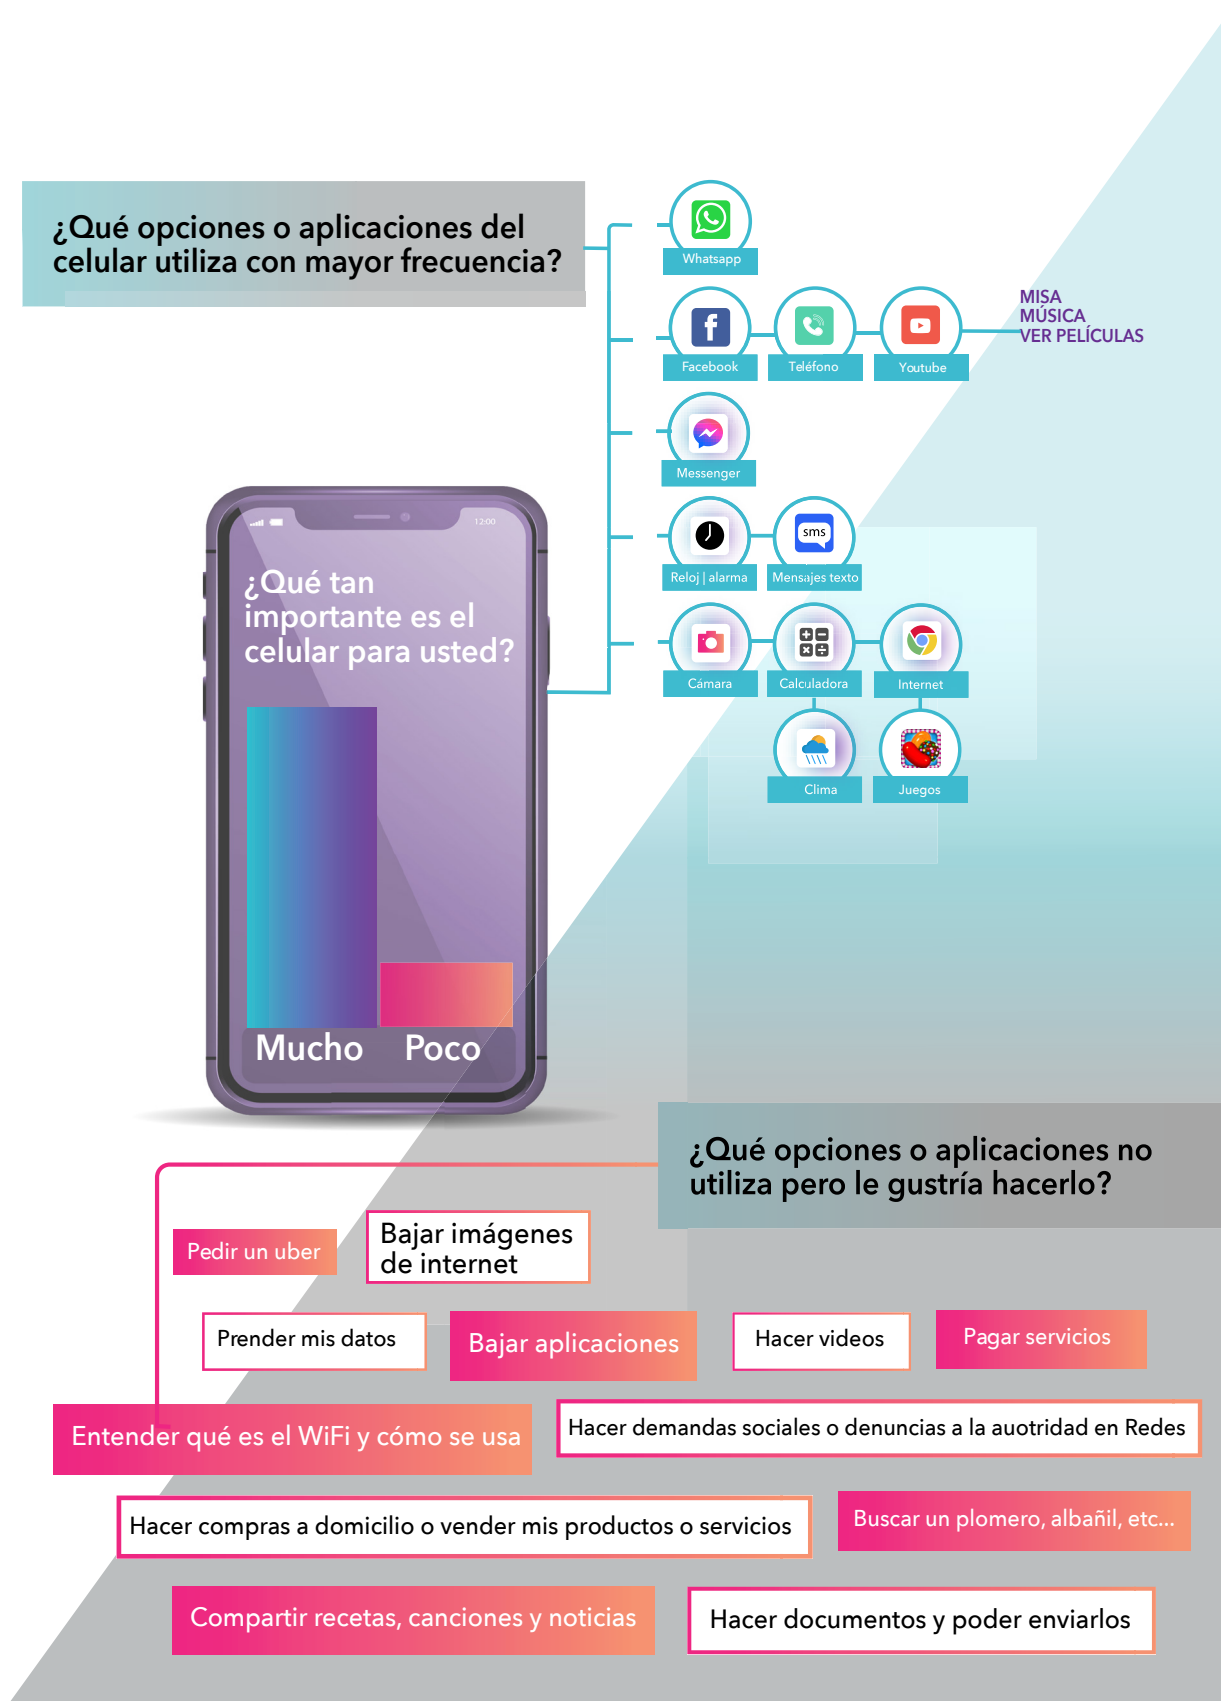 ¿Qué opciones o aplicaciones del
celular utiliza con mayor frecuencia?
Whatsapp
Facebook
Teléfono
Youtube
MISA
MÚSICA
VER PELÍCULAS
Messenger
Reloj | alarma
sms
Mensajes texto
Cámara
Calculadora
Internet
Clima
Juegos
12:00
¿Qué tan
importante es el
celular para usted?
Mucho
Poco
¿Qué opciones o aplicaciones no
utiliza pero le gustría hacerlo?
Pedir un uber
Bajar imágenes
de internet
Prender mis datos
Bajar aplicaciones
Hacer videos
Pagar servicios
Entender qué es el WiFi y cómo se usa
Hacer demandas sociales o denuncias a la auotridad en Redes
Hacer compras a domicilio o vender mis productos o servicios
Buscar un plomero, albañil, etc...
Compartir recetas, canciones y noticias
Hacer documentos y poder enviarlos